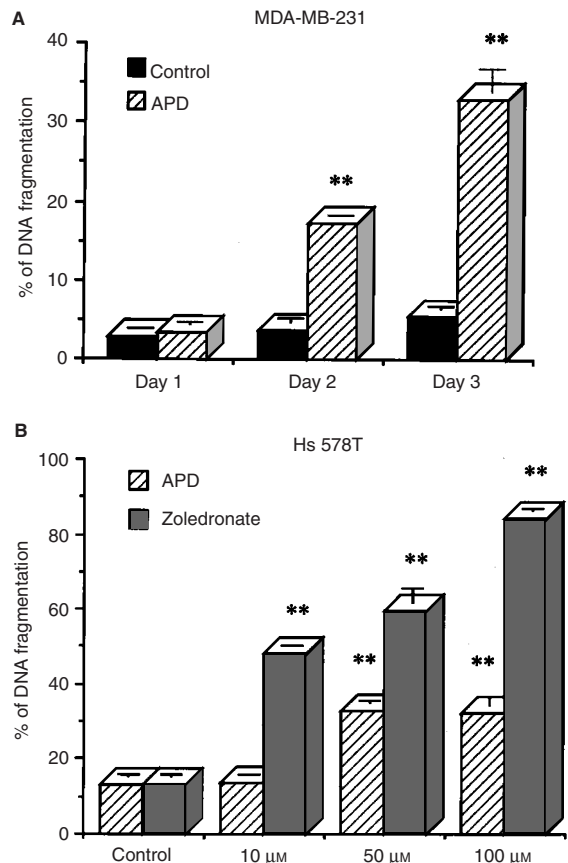 A
MDA-MB-231
% of DNA fragmentation
40
30
20
10
0
Control
APD
**
**
Day 1
Day 2
Day 3
B
Hs 578T
% of DNA fragmentation
100
80
60
40
20
0
APD
Zoledronate
**
**
**
**
**
Control
10 μM
50 μM
100 μM